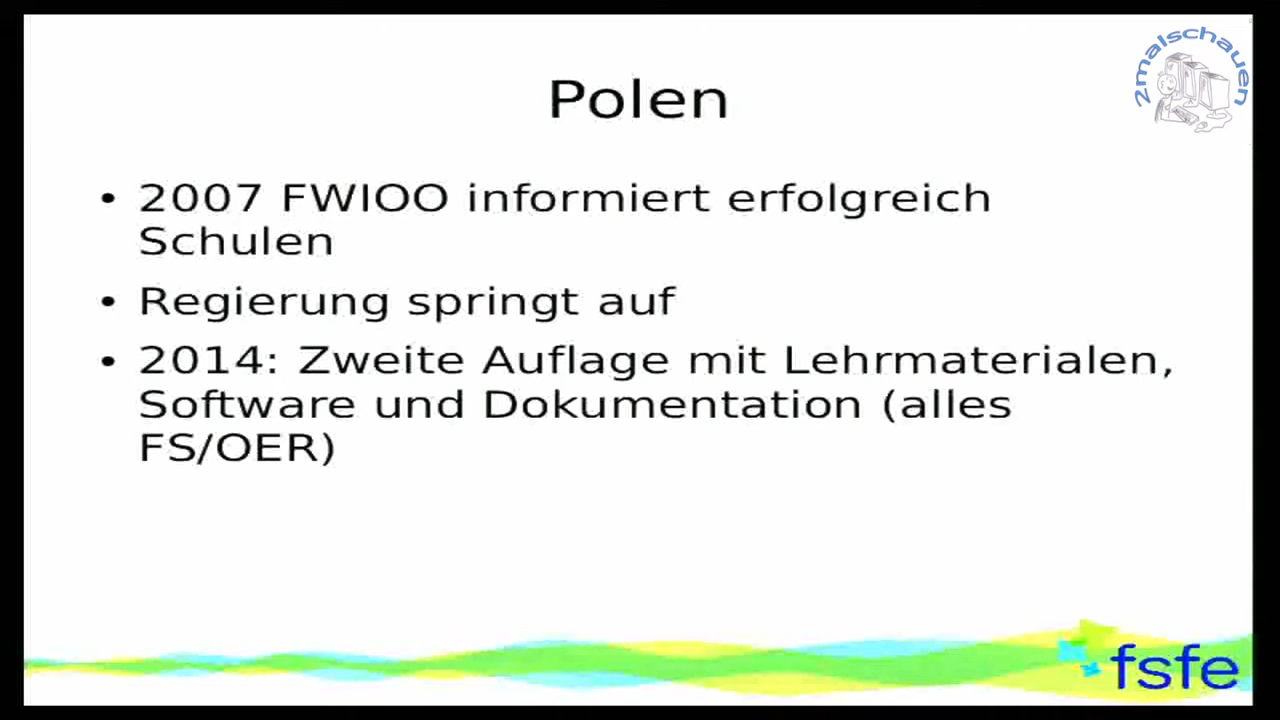 2malschauen
Polen
• 2007 FWIOO informiert erfolgreich
Schulen
• Regierung springt auf
• 2014: Zweite Auflage mit Lehrmaterialen,
Software und Dokumentation (alles
FS/OER)
fsfe